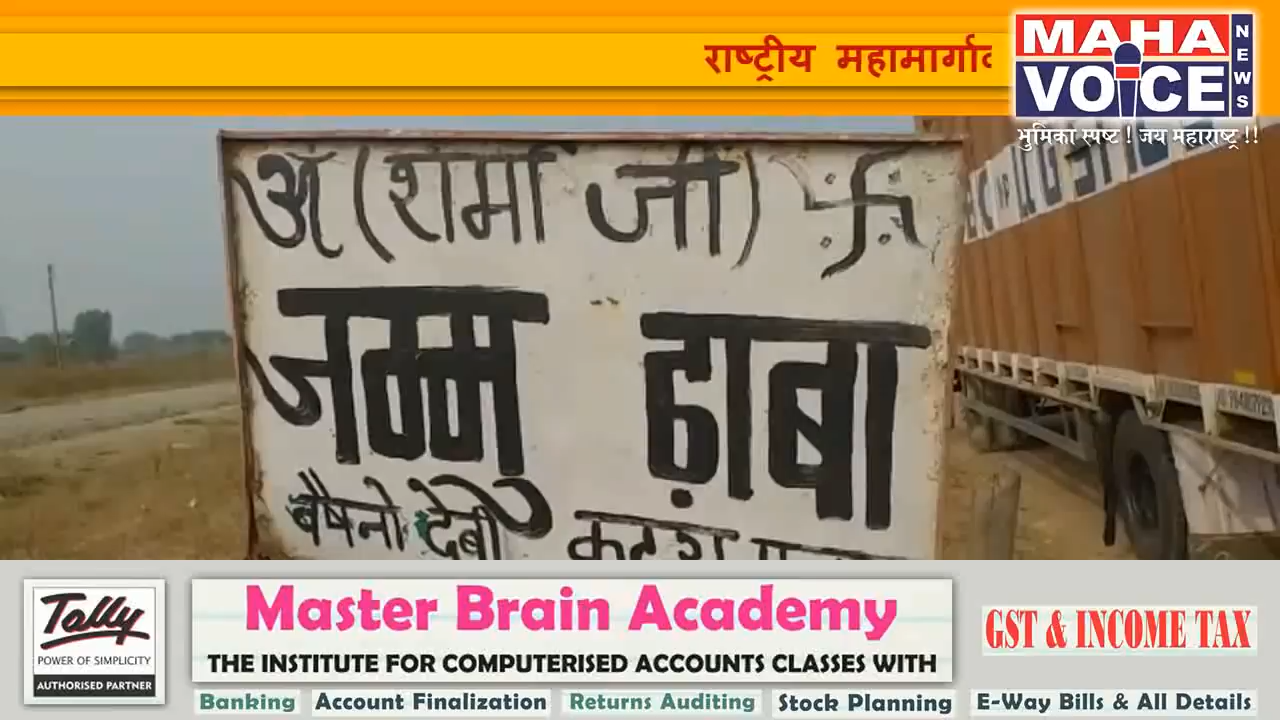 राष्ट्रीय महामार्गाव
MAHA
VOICE
NEWS
भुमिका स्पष्ट ! जय महाराष्ट्र !!
ॐ (शर्मा जी) 卐
जम्मू ढ़ाबा
बैषनो देबी
Tally
POWER OF SIMPLICITY
AUTHORISED PARTNER
Master Brain Academy
THE INSTITUTE FOR COMPUTERISED ACCOUNTS CLASSES WITH
GST & INCOME TAX
Banking Account Finalization Returns Auditing Stock Planning E-Way Bills & All Details